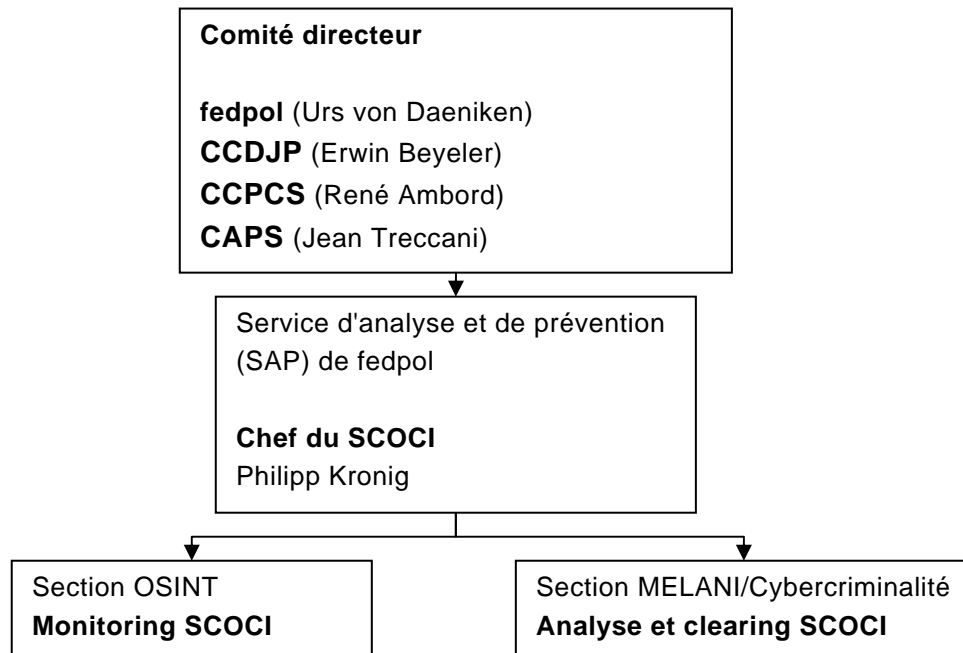 Comité directeur
fedpol (Urs von Daeniken)
CCDJP (Erwin Beyeler)
CCPCS (René Ambord)
CAPS (Jean Treccani)
Service d'analyse et de prévention
(SAP) de fedpol
Chef du SCOCI
Philipp Kronig
Section OSINT
Monitoring SCOCI
Section MELANI/Cybercriminalité
Analyse et clearing SCOCI